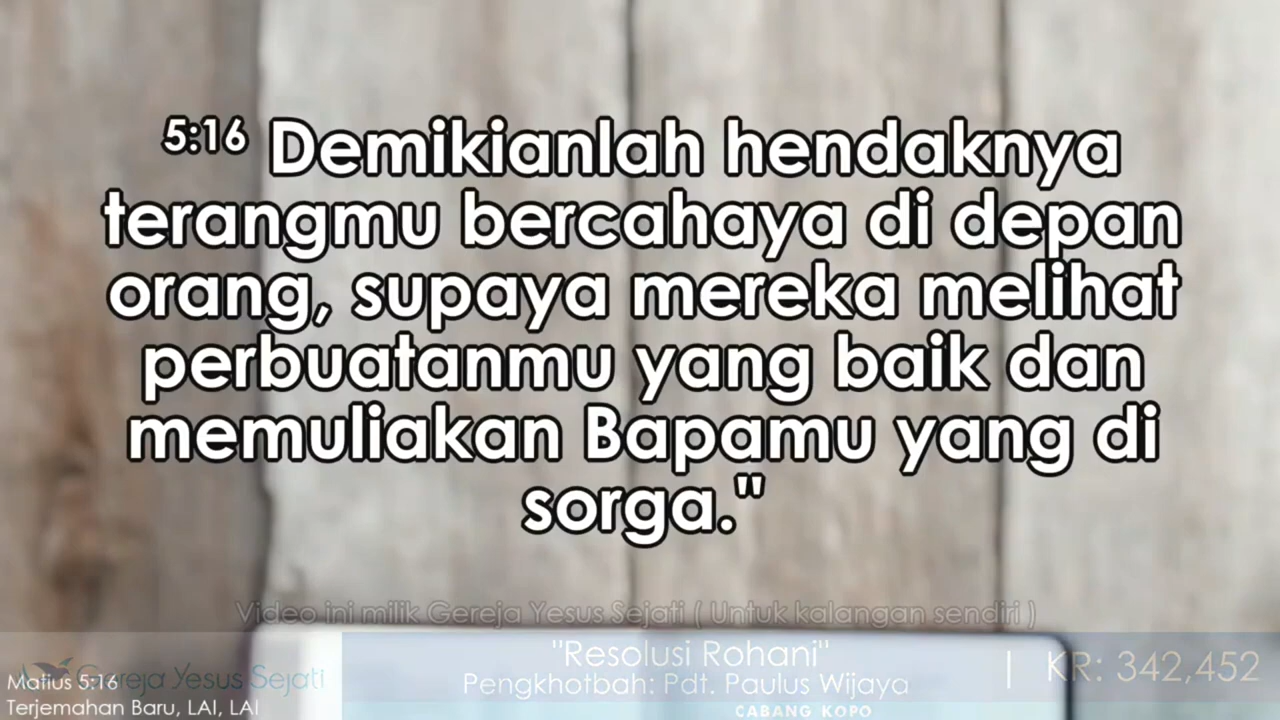 5:16 Demikianlah hendaknya
terangmu bercahaya di depan
orang, supaya mereka melihat
perbuatanmu yang baik dan
memuliakan Bapamu yang di
sorga."
Video ini milik Gereja Yesus Sejati ( Untuk kalangan sendiri )
"Resolusi Rohani"
Pengkhotbah: Pdt. Paulus Wijaya
| KR: 342,452
Gereja Yesus Sejati
Matius 5:16
Terjemahan Baru, LAI, LAI
CABANG KOPO